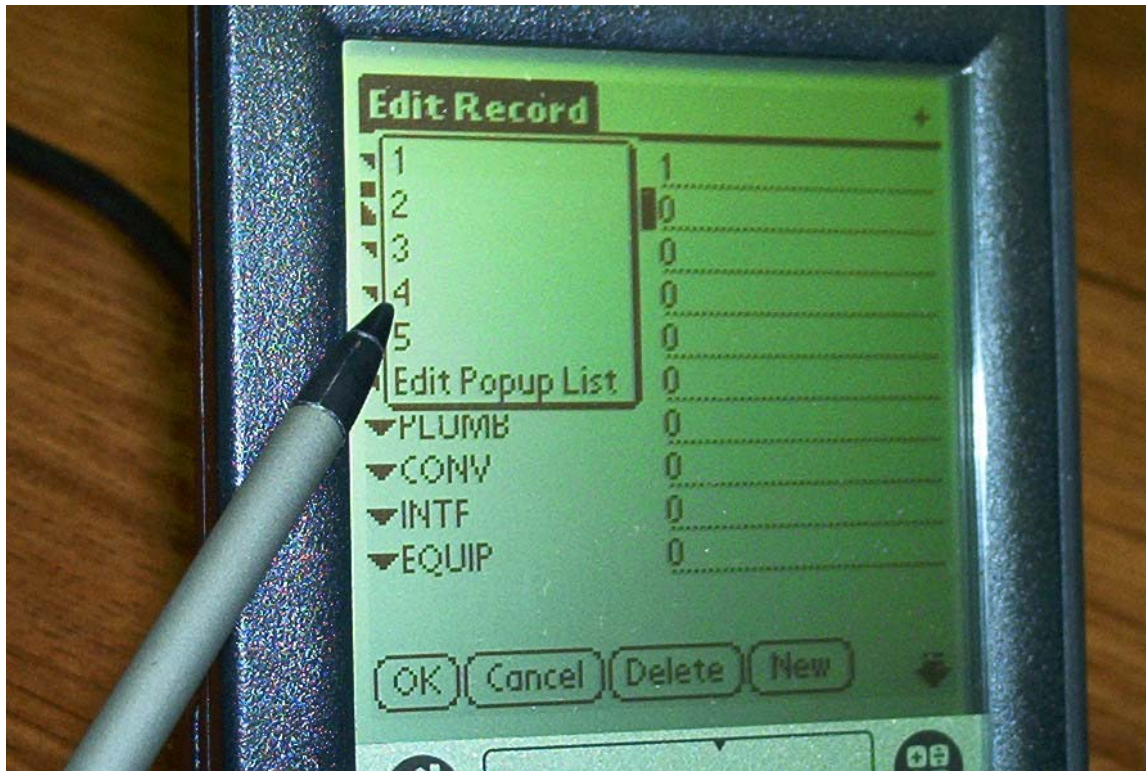 Edit Record
1 1
2 0
3 0
4 0
5 0
Edit Popup List 0
PLUMB 0
CONV 0
INTF 0
EQUIP 0
OK Cancel Delete New